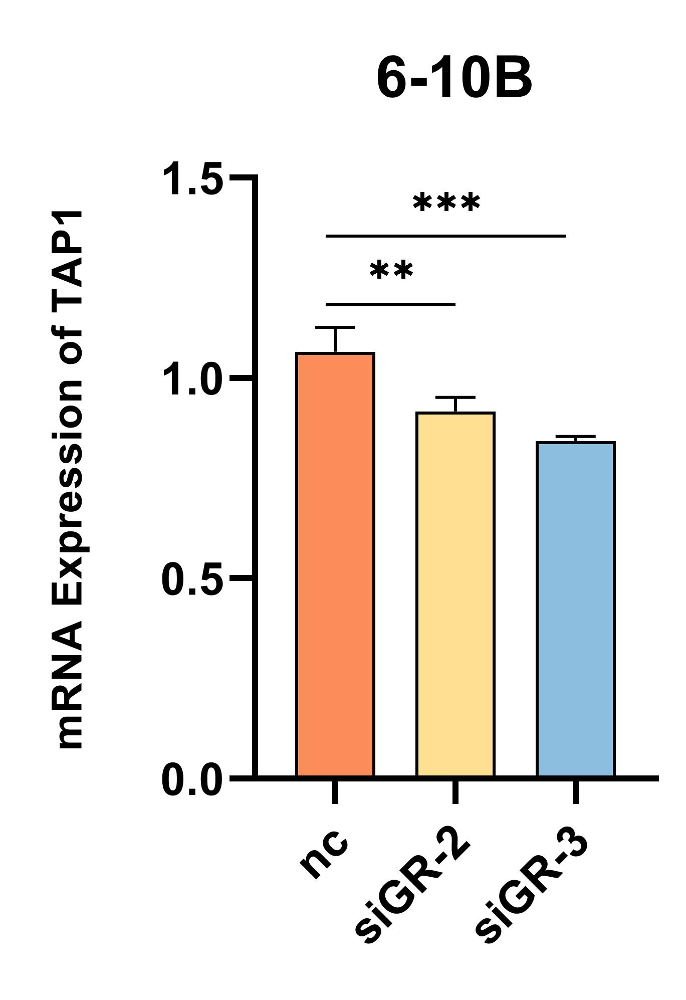 6-10B
mRNA Expression of TAP1
1.5
1.0
0.5
0.0
***
**
nc
siGR-2
siGR-3